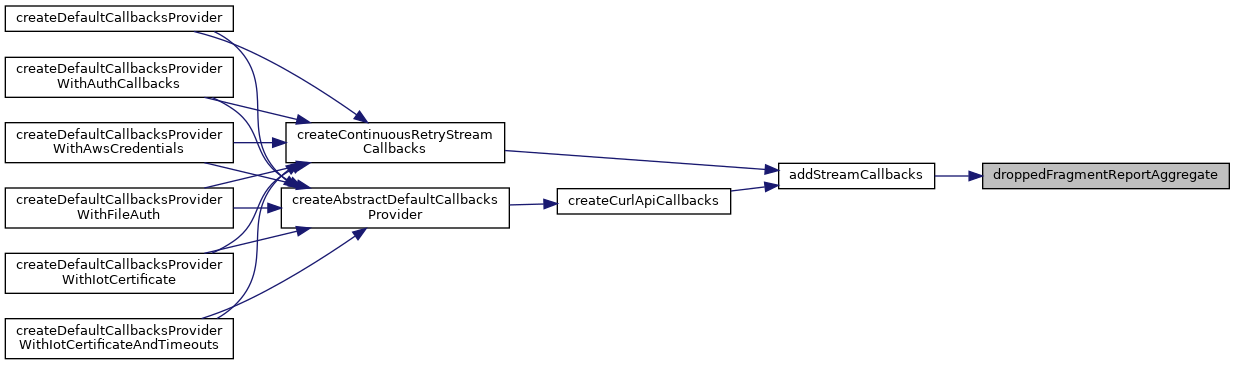 createDefaultCallbacksProvider
createDefaultCallbacksProvider
WithAuthCallbacks
createDefaultCallbacksProvider
WithAwsCredentials
createDefaultCallbacksProvider
WithFileAuth
createDefaultCallbacksProvider
WithIotCertificate
createDefaultCallbacksProvider
WithIotCertificateAndTimeouts
createContinuousRetryStream
Callbacks
createAbstractDefaultCallbacks
Provider
createCurlApiCallbacks
addStreamCallbacks
droppedFragmentReportAggregate